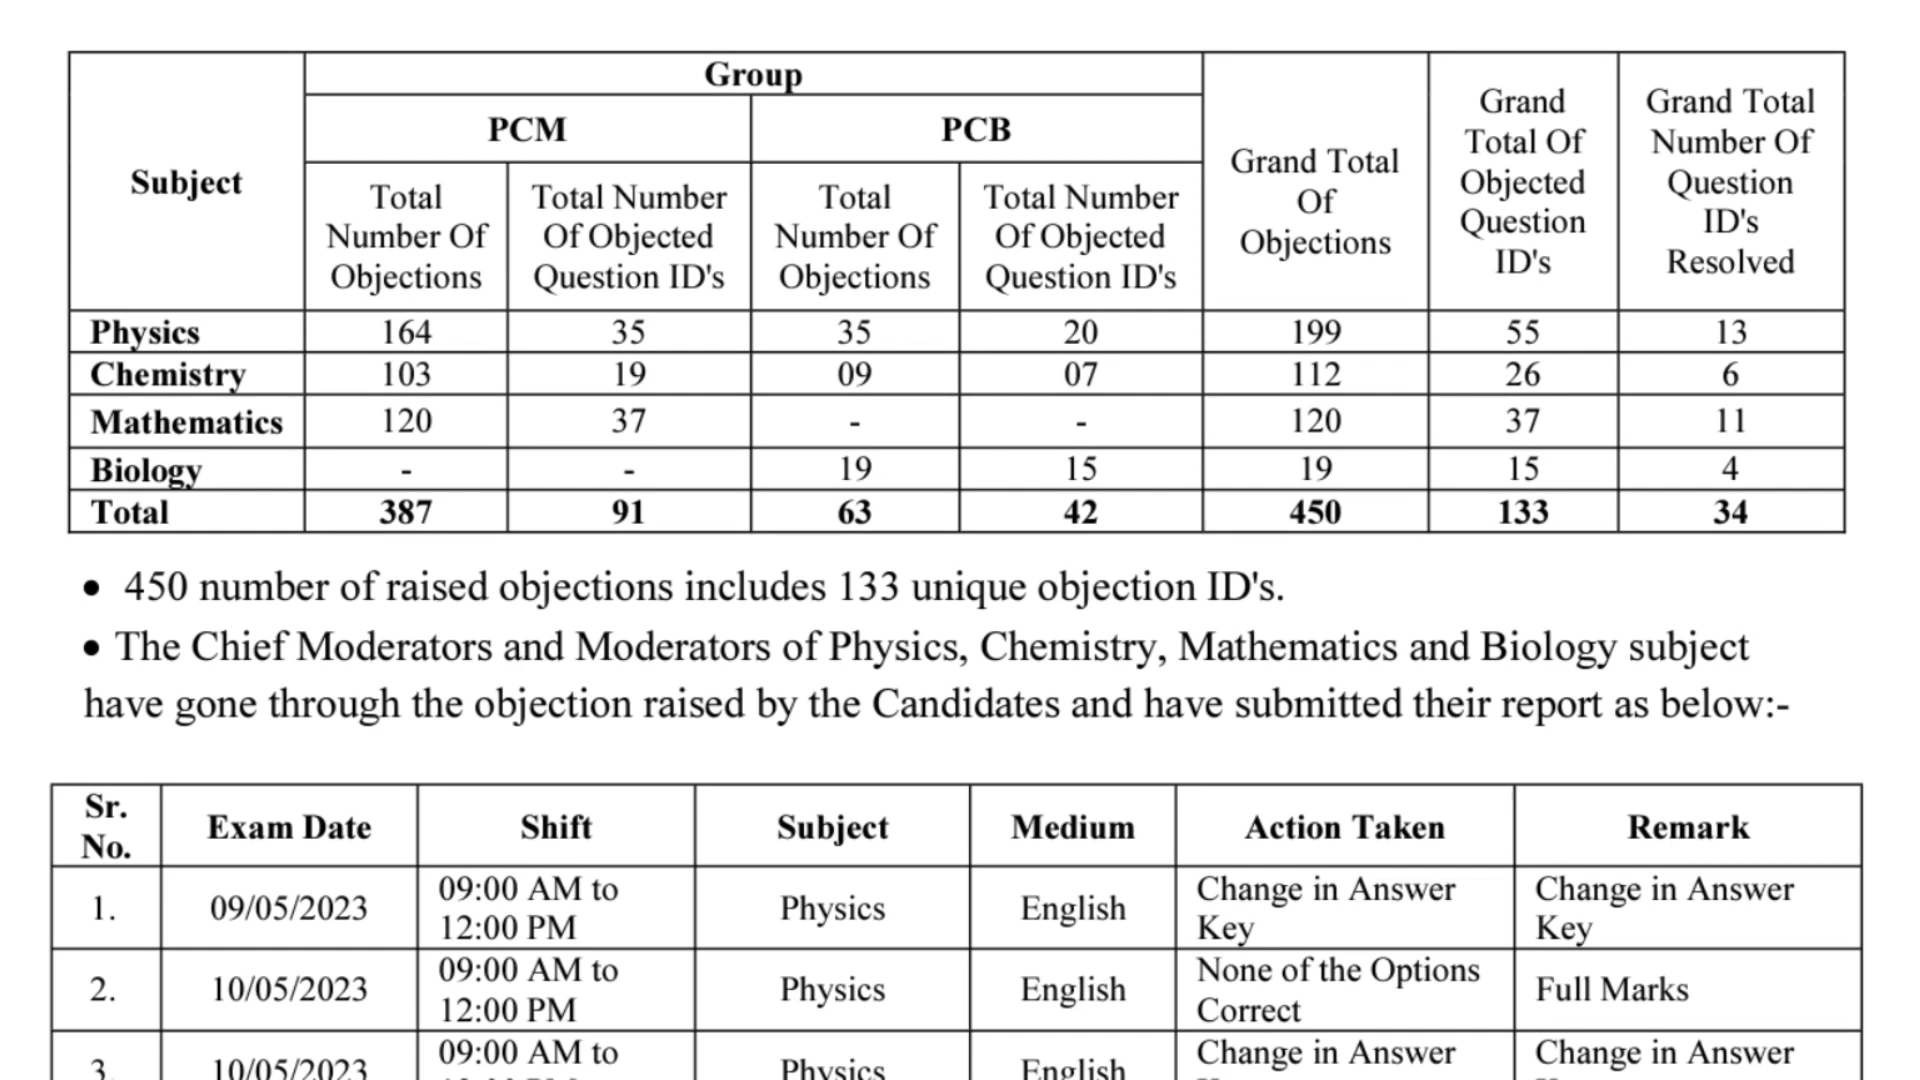 Group
PCM PCB
Subject
Total Number Of Objections
Total Number Of Objected Question ID's
Total Number Of Objections
Total Number Of Objected Question ID's
Grand Total Of Objections
Grand Total Of Objected Question ID's
Grand Total Number Of Question ID's Resolved
Physics 164 35 35 20 199 55 13
Chemistry 103 19 09 07 112 26 6
Mathematics 120 37 - - 120 37 11
Biology - - 19 15 19 15 4
Total 387 91 63 42 450 133 34
• 450 number of raised objections includes 133 unique objection ID's.
• The Chief Moderators and Moderators of Physics, Chemistry, Mathematics and Biology subject
have gone through the objection raised by the Candidates and have submitted their report as below:-
Sr. No. Exam Date Shift Subject Medium Action Taken Remark
1. 09/05/2023 09:00 AM to 12:00 PM Physics English Change in Answer Key Change in Answer Key
2. 10/05/2023 09:00 AM to 12:00 PM Physics English None of the Options Correct Full Marks
3. 10/05/2023 09:00 AM to Physics English Change in Answer Change in Answer